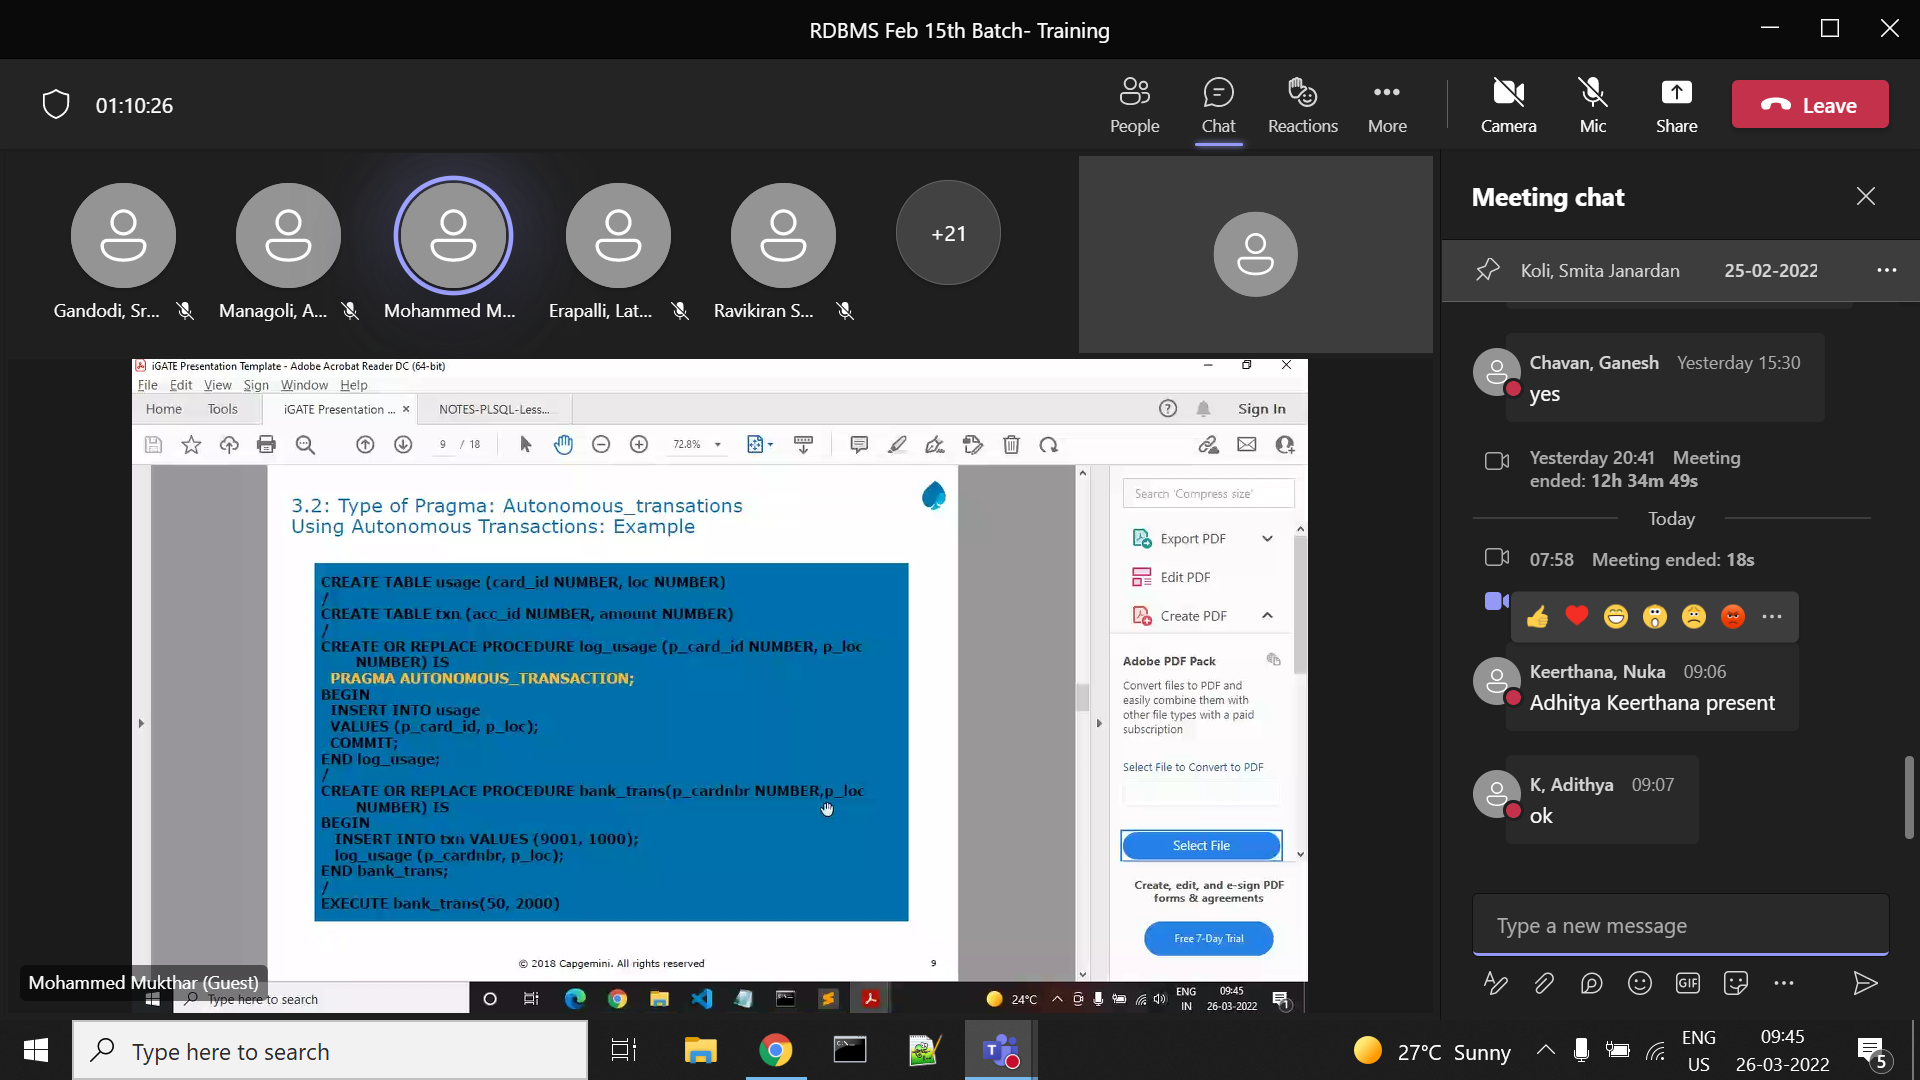 RDBMS Feb 15th Batch- Training
01:10:26
People
Chat
Reactions
More
Camera
Mic
Share
Leave
Gandodi, Sr...
Managoli, A...
Mohammed M...
Erapalli, Lat...
Ravikiran S...
+21
Meeting chat
Koli, Smita Janardan 25-02-2022
Chavan, Ganesh Yesterday 15:30
yes
Yesterday 20:41 Meeting
ended: 12h 34m 49s
Today
07:58 Meeting ended: 18s
Keerthana, Nuka 09:06
Adhitya Keerthana present
K, Adithya 09:07
ok
Type a new message
GIF
iGATE Presentation Template - Adobe Acrobat Reader DC (64-bit)
File Edit View Sign Window Help
Home Tools iGATE Presentation ... × NOTES-PLSQL-Less... Sign In
9 / 18 72.8%
3.2: Type of Pragma: Autonomous_transations
Using Autonomous Transactions: Example
CREATE TABLE usage (card_id NUMBER, loc NUMBER)
/
CREATE TABLE txn (acc_id NUMBER, amount NUMBER)
/
CREATE OR REPLACE PROCEDURE log_usage (p_card_id NUMBER, p_loc
NUMBER) IS
PRAGMA AUTONOMOUS_TRANSACTION;
BEGIN
INSERT INTO usage
VALUES (p_card_id, p_loc);
COMMIT;
END log_usage;
/
CREATE OR REPLACE PROCEDURE bank_trans(p_cardnbr NUMBER,p_loc
NUMBER) IS
BEGIN
INSERT INTO txn VALUES (9001, 1000);
log_usage (p_cardnbr, p_loc);
END bank_trans;
/
EXECUTE bank_trans(50, 2000)
© 2018 Capgemini. All rights reserved
9
Search 'Compress size'
Export PDF
Edit PDF
Create PDF
Adobe PDF Pack
Convert files to PDF and
easily combine them with
other file types with a paid
subscription
Select File to Convert to PDF
Select File
Create, edit, and e-sign PDF
forms & agreements
Free 7-Day Trial
Mohammed Mukthar (Guest)
Type here to search
24°C
ENG
IN
09:45
26-03-2022
1
Type here to search
27°C Sunny
ENG
US
09:45
26-03-2022
5